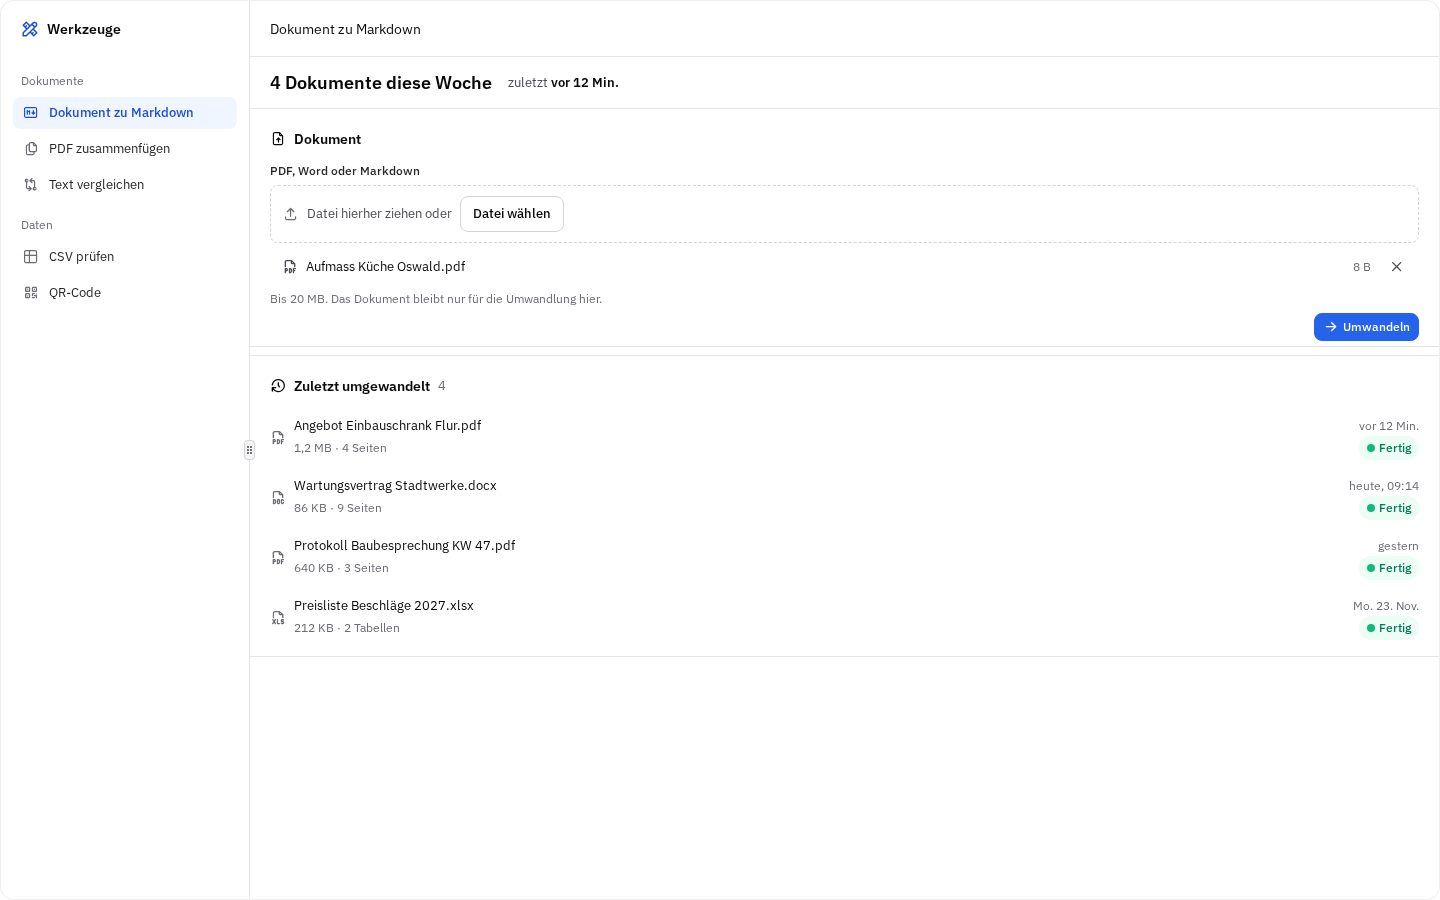 Werkzeuge
Dokumente
Dokument zu Markdown
PDF zusammenfügen
Text vergleichen
Daten
CSV prüfen
QR-Code
Dokument zu Markdown
4 Dokumente diese Woche zuletzt vor 12 Min.
Dokument
PDF, Word oder Markdown
Datei hierher ziehen oder Datei wählen
PDF Aufmass Küche Oswald.pdf 8 B
Bis 20 MB. Das Dokument bleibt nur für die Umwandlung hier.
Umwandeln
Zuletzt umgewandelt 4
Angebot Einbauschrank Flur.pdf vor 12 Min.
PDF 1,2 MB · 4 Seiten Fertig
Wartungsvertrag Stadtwerke.docx heute, 09:14
DOC 86 KB · 9 Seiten Fertig
Protokoll Baubesprechung KW 47.pdf gestern
PDF 640 KB · 3 Seiten Fertig
Preisliste Beschläge 2027.xlsx Mo. 23. Nov.
XLS 212 KB · 2 Tabellen Fertig